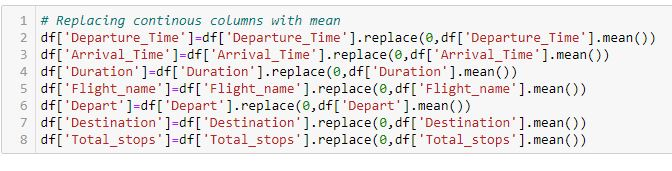 1 # Replacing continous columns with mean
2 df['Departure_Time']=df['Departure_Time'].replace(0,df['Departure_Time'].mean())
3 df['Arrival_Time']=df['Arrival_Time'].replace(0,df['Arrival_Time'].mean())
4 df['Duration']=df['Duration'].replace(0,df['Duration'].mean())
5 df['Flight_name']=df['Flight_name'].replace(0,df['Flight_name'].mean())
6 df['Depart']=df['Depart'].replace(0,df['Depart'].mean())
7 df['Destination']=df['Destination'].replace(0,df['Destination'].mean())
8 df['Total_stops']=df['Total_stops'].replace(0,df['Total_stops'].mean())